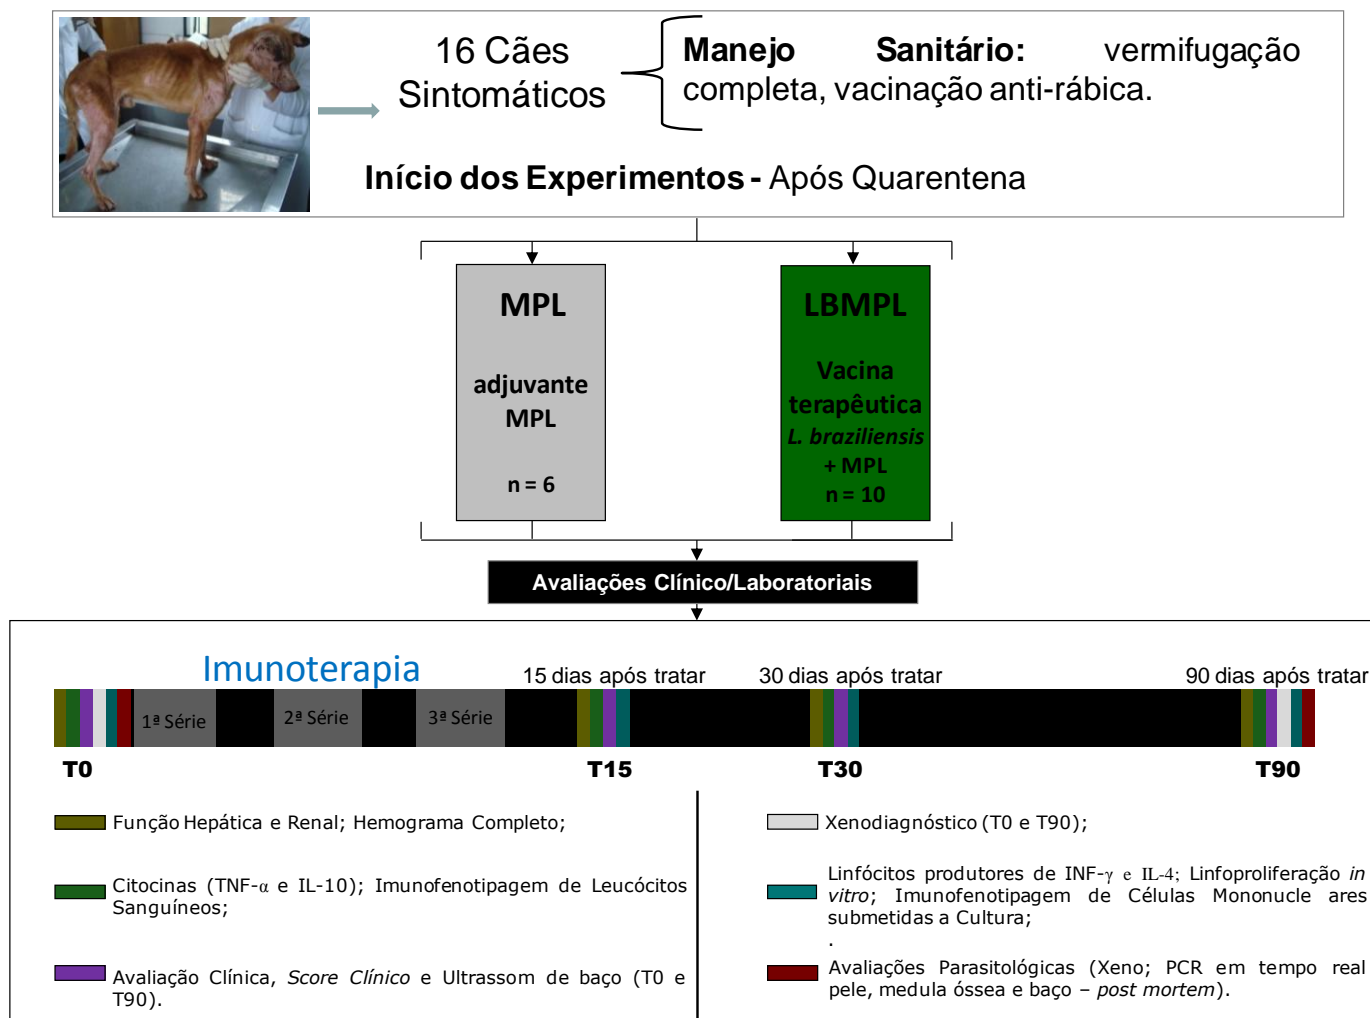 16 Cães
Sintomáticos
Manejo Sanitário: vermifugação
completa, vacinação anti-rábica.
Início dos Experimentos - Após Quarentena
MPL
adjuvante
MPL
n = 6
LBMPL
Vacina
terapêutica
L. braziliensis
+ MPL
n = 10
Avaliações Clínico/Laboratoriais
Imunoterapia
15 dias após tratar
30 dias após tratar
90 dias após tratar
1ª Série
2ª Série
3ª Série
T0
T15
T30
T90
Função Hepática e Renal; Hemograma Completo;
Citocinas (TNF-α e IL-10); Imunofenotipagem de Leucócitos
Sanguíneos;
Avaliação Clínica, Score Clínico e Ultrassom de baço (T0 e
T90).
Xenodiagnóstico (T0 e T90);
Linfócitos produtores de INF-γ e IL-4; Linfoproliferação in
vitro; Imunofenotipagem de Células Mononucle ares
submetidas a Cultura;
.
Avaliações Parasitológicas (Xeno; PCR em tempo real
pele, medula óssea e baço – post mortem).